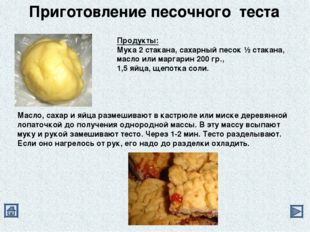 Приготовление песочного теста
Продукты:
Мука 2 стакана, сахарный песок ½ стакана,
масло или маргарин 200 гр.,
1,5 яйца, щепотка соли.
Масло, сахар и яйца размешивают в кастрюле или миске деревянной
лопаточкой до получения однородной массы. В эту массу всыпают
муку и рукой замешивают тесто. Через 1-2 мин. Тесто разделывают.
Если оно нагрелось от рук, его надо до разделки охладить.